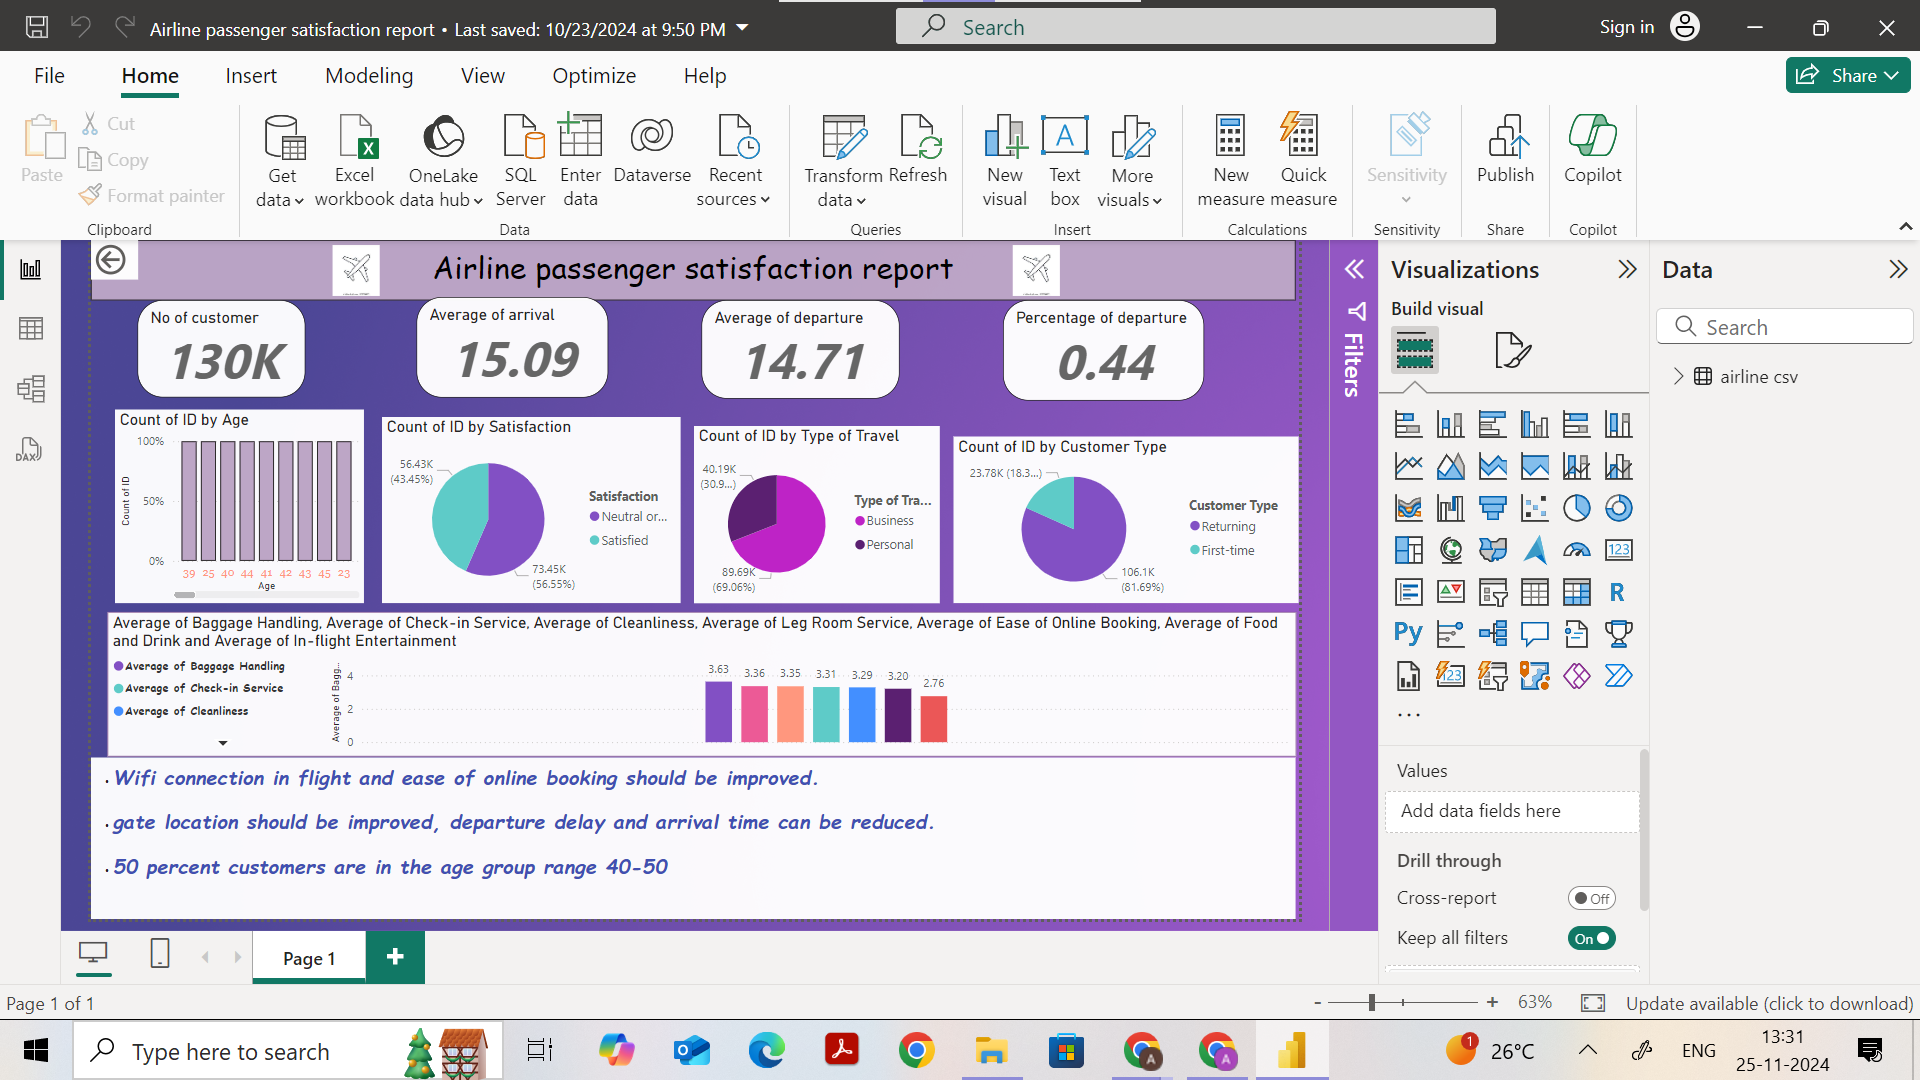 Airline passenger satisfaction report • Last saved: 10/23/2024 at 9:50 PM
Search
Sign in
File Home Insert Modeling View Optimize Help
Share
Paste
Cut
Copy
Format painter
Clipboard
Get data
Excel workbook
OneLake data hub
SQL Server
Enter data
Dataverse
Recent sources
Data
Transform data
Refresh
Queries
New visual
Text box
More visuals
Insert
New measure
Quick measure
Calculations
Sensitivity
Sensitivity
Publish
Share
Copilot
Copilot
Airline passenger satisfaction report
No of customer
130K
Average of arrival
15.09
Average of departure
14.71
Percentage of departure
0.44
Count of ID by Age
100%
50%
0%
Count of ID
39 25 40 44 41 42 43 45 23
Age
Count of ID by Satisfaction
56.43K
(43.45%)
73.45K
(56.55%)
Satisfaction
Neutral or...
Satisfied
Count of ID by Type of Travel
40.19K
(30.9...)
89.69K
(69.06%)
Type of Tra...
Business
Personal
Count of ID by Customer Type
23.78K (18.3...)
106.1K
(81.69%)
Customer Type
Returning
First-time
Average of Baggage Handling, Average of Check-in Service, Average of Cleanliness, Average of Leg Room Service, Average of Ease of Online Booking, Average of Food
and Drink and Average of In-flight Entertainment
Average of Baggage Handling
Average of Check-in Service
Average of Cleanliness
Average of Bagg...
4
2
0
3.63 3.36 3.35 3.31 3.29 3.20 2.76
. Wifi connection in flight and ease of online booking should be improved.
. gate location should be improved, departure delay and arrival time can be reduced.
. 50 percent customers are in the age group range 40-50
Filters
Visualizations
Build visual
123
R
Py
123
...
Values
Add data fields here
Drill through
Cross-report
Off
Keep all filters
On
Data
Search
airline csv
DAX
Page 1
+
Page 1 of 1
- + 63%
Update available (click to download)
Type here to search
A
A
1
26°C
ENG
13:31
25-11-2024